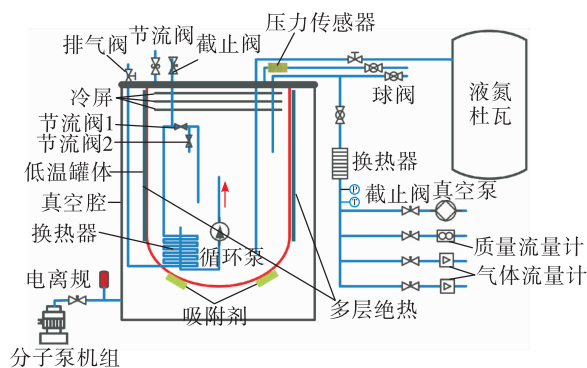 压力传感器
节流阀
排气阀
截止阀
冷屏
球阀
液氮
杜瓦
节流阀1
节流阀2
低温罐体
真空腔
换热器
换热器
P
T
截止阀
真空泵
循环泵
质量流量计
气体流量计
电离规
吸附剂
多层绝热
分子泵机组